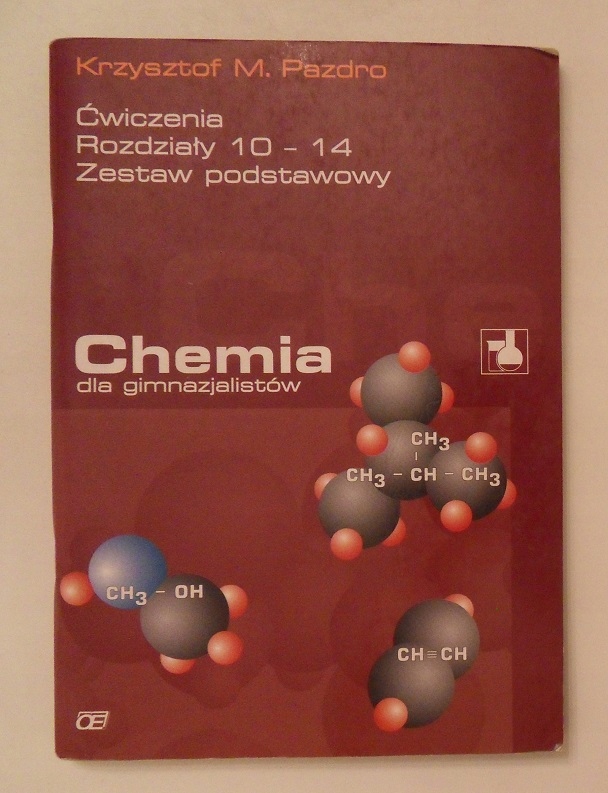 Krzysztof M. Pazdro
Ćwiczenia
Rozdziały 10 - 14
Zestaw podstawowy
Chemia
dla gimnazjalistów
CH₃
CH₃ - CH - CH₃
CH₃ - OH
CH≡CH
OE